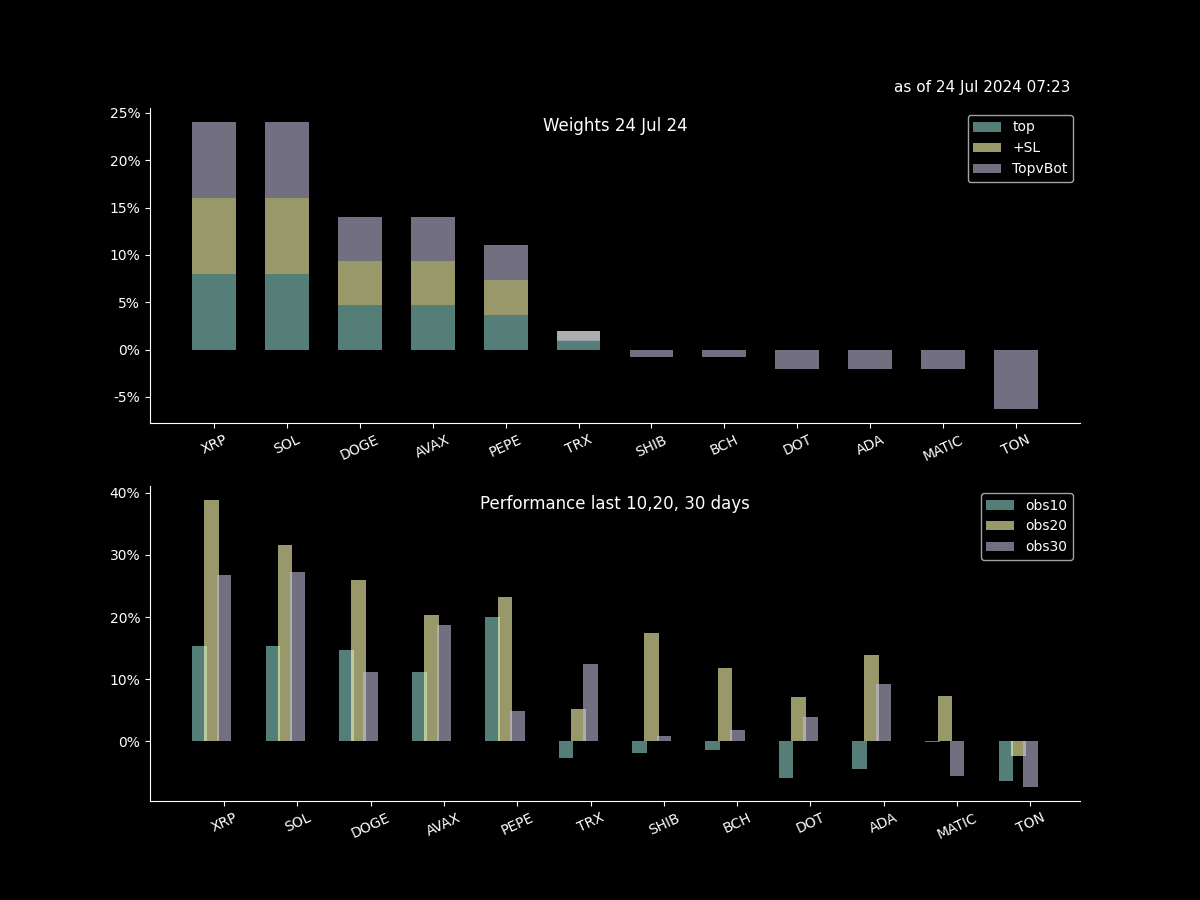 as of 24 Jul 2024 07:23
Weights 24 Jul 24
top
+SL
TopvBot
25%
20%
15%
10%
5%
0%
-5%
XRP SOL DOGE AVAX PEPE TRX SHIB BCH DOT ADA MATIC TON
Performance last 10,20, 30 days
obs10
obs20
obs30
40%
30%
20%
10%
0%
XRP SOL DOGE AVAX PEPE TRX SHIB BCH DOT ADA MATIC TON